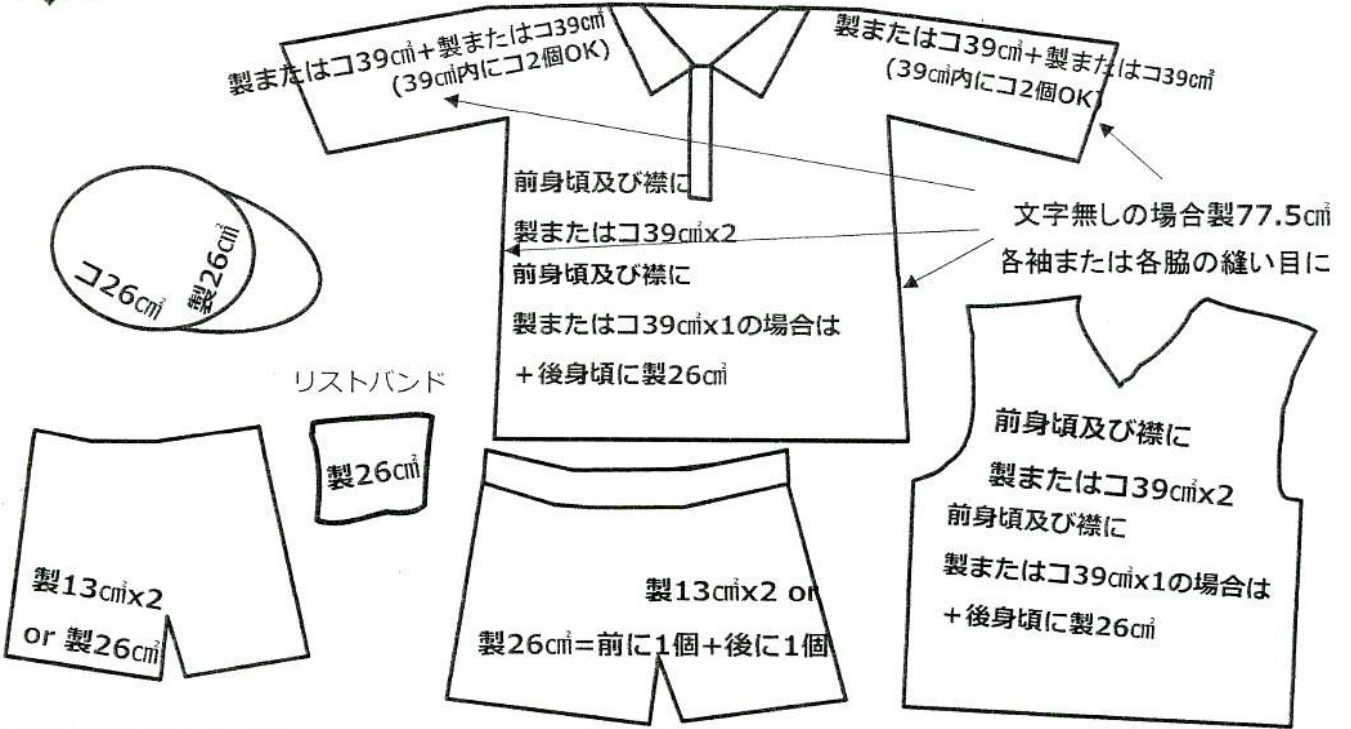 製またはコ39㎠+製またはコ39㎠
(39㎠内にコ2個OK)
製またはコ39㎠+製またはコ39㎠
(39㎠内にコ2個OK)
文字無しの場合製77.5㎠
各袖または各脇の縫い目に
前身頃及び襟に
製またはコ39㎠x2
前身頃及び襟に
製またはコ39㎠x1の場合は
+後身頃に製26㎠
コ26㎠
製26㎠
リストバンド
製26㎠
製13㎠x2
or 製26㎠
製13㎠x2 or
製26㎠=前に1個+後に1個
前身頃及び襟に
製またはコ39㎠x2
前身頃及び襟に
製またはコ39㎠x1の場合は
+後身頃に製26㎠